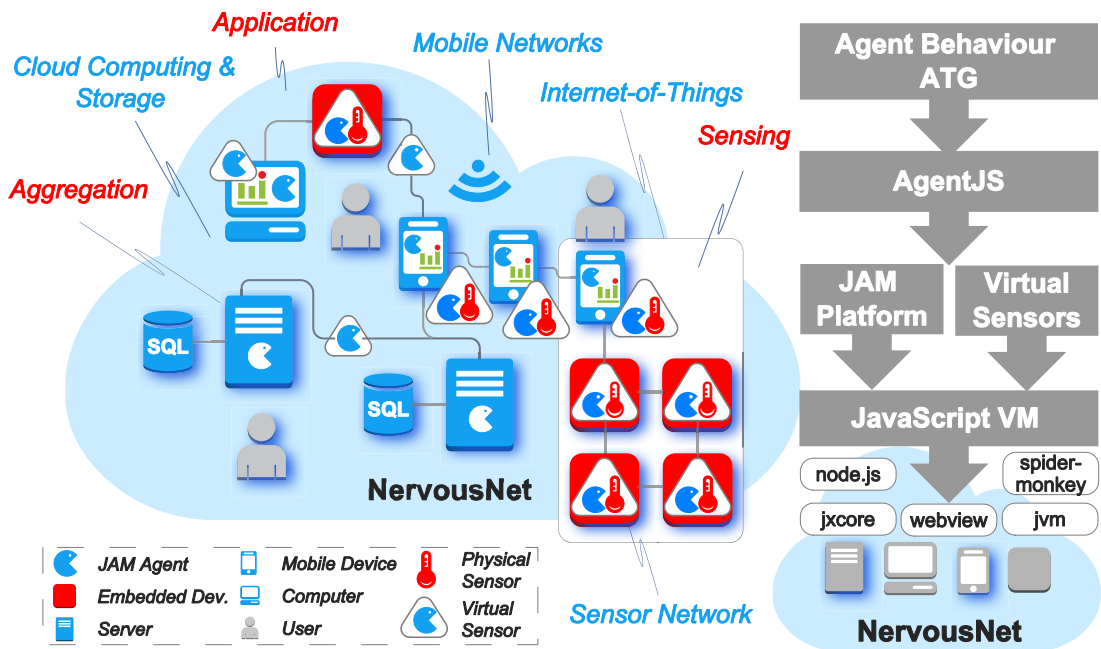 Application
Mobile Networks
Cloud Computing &
Storage
Internet-of-Things
Sensing
Aggregation
SQL
SQL
NervousNet
Sensor Network
JAM Agent
Mobile Device
Physical
Sensor
Embedded Dev.
Computer
Virtual
Sensor
Server
User
Agent Behaviour
ATG
AgentJS
JAM
Platform
Virtual
Sensors
JavaScript VM
node.js
spider-
monkey
jxcore
webview
jvm
NervousNet